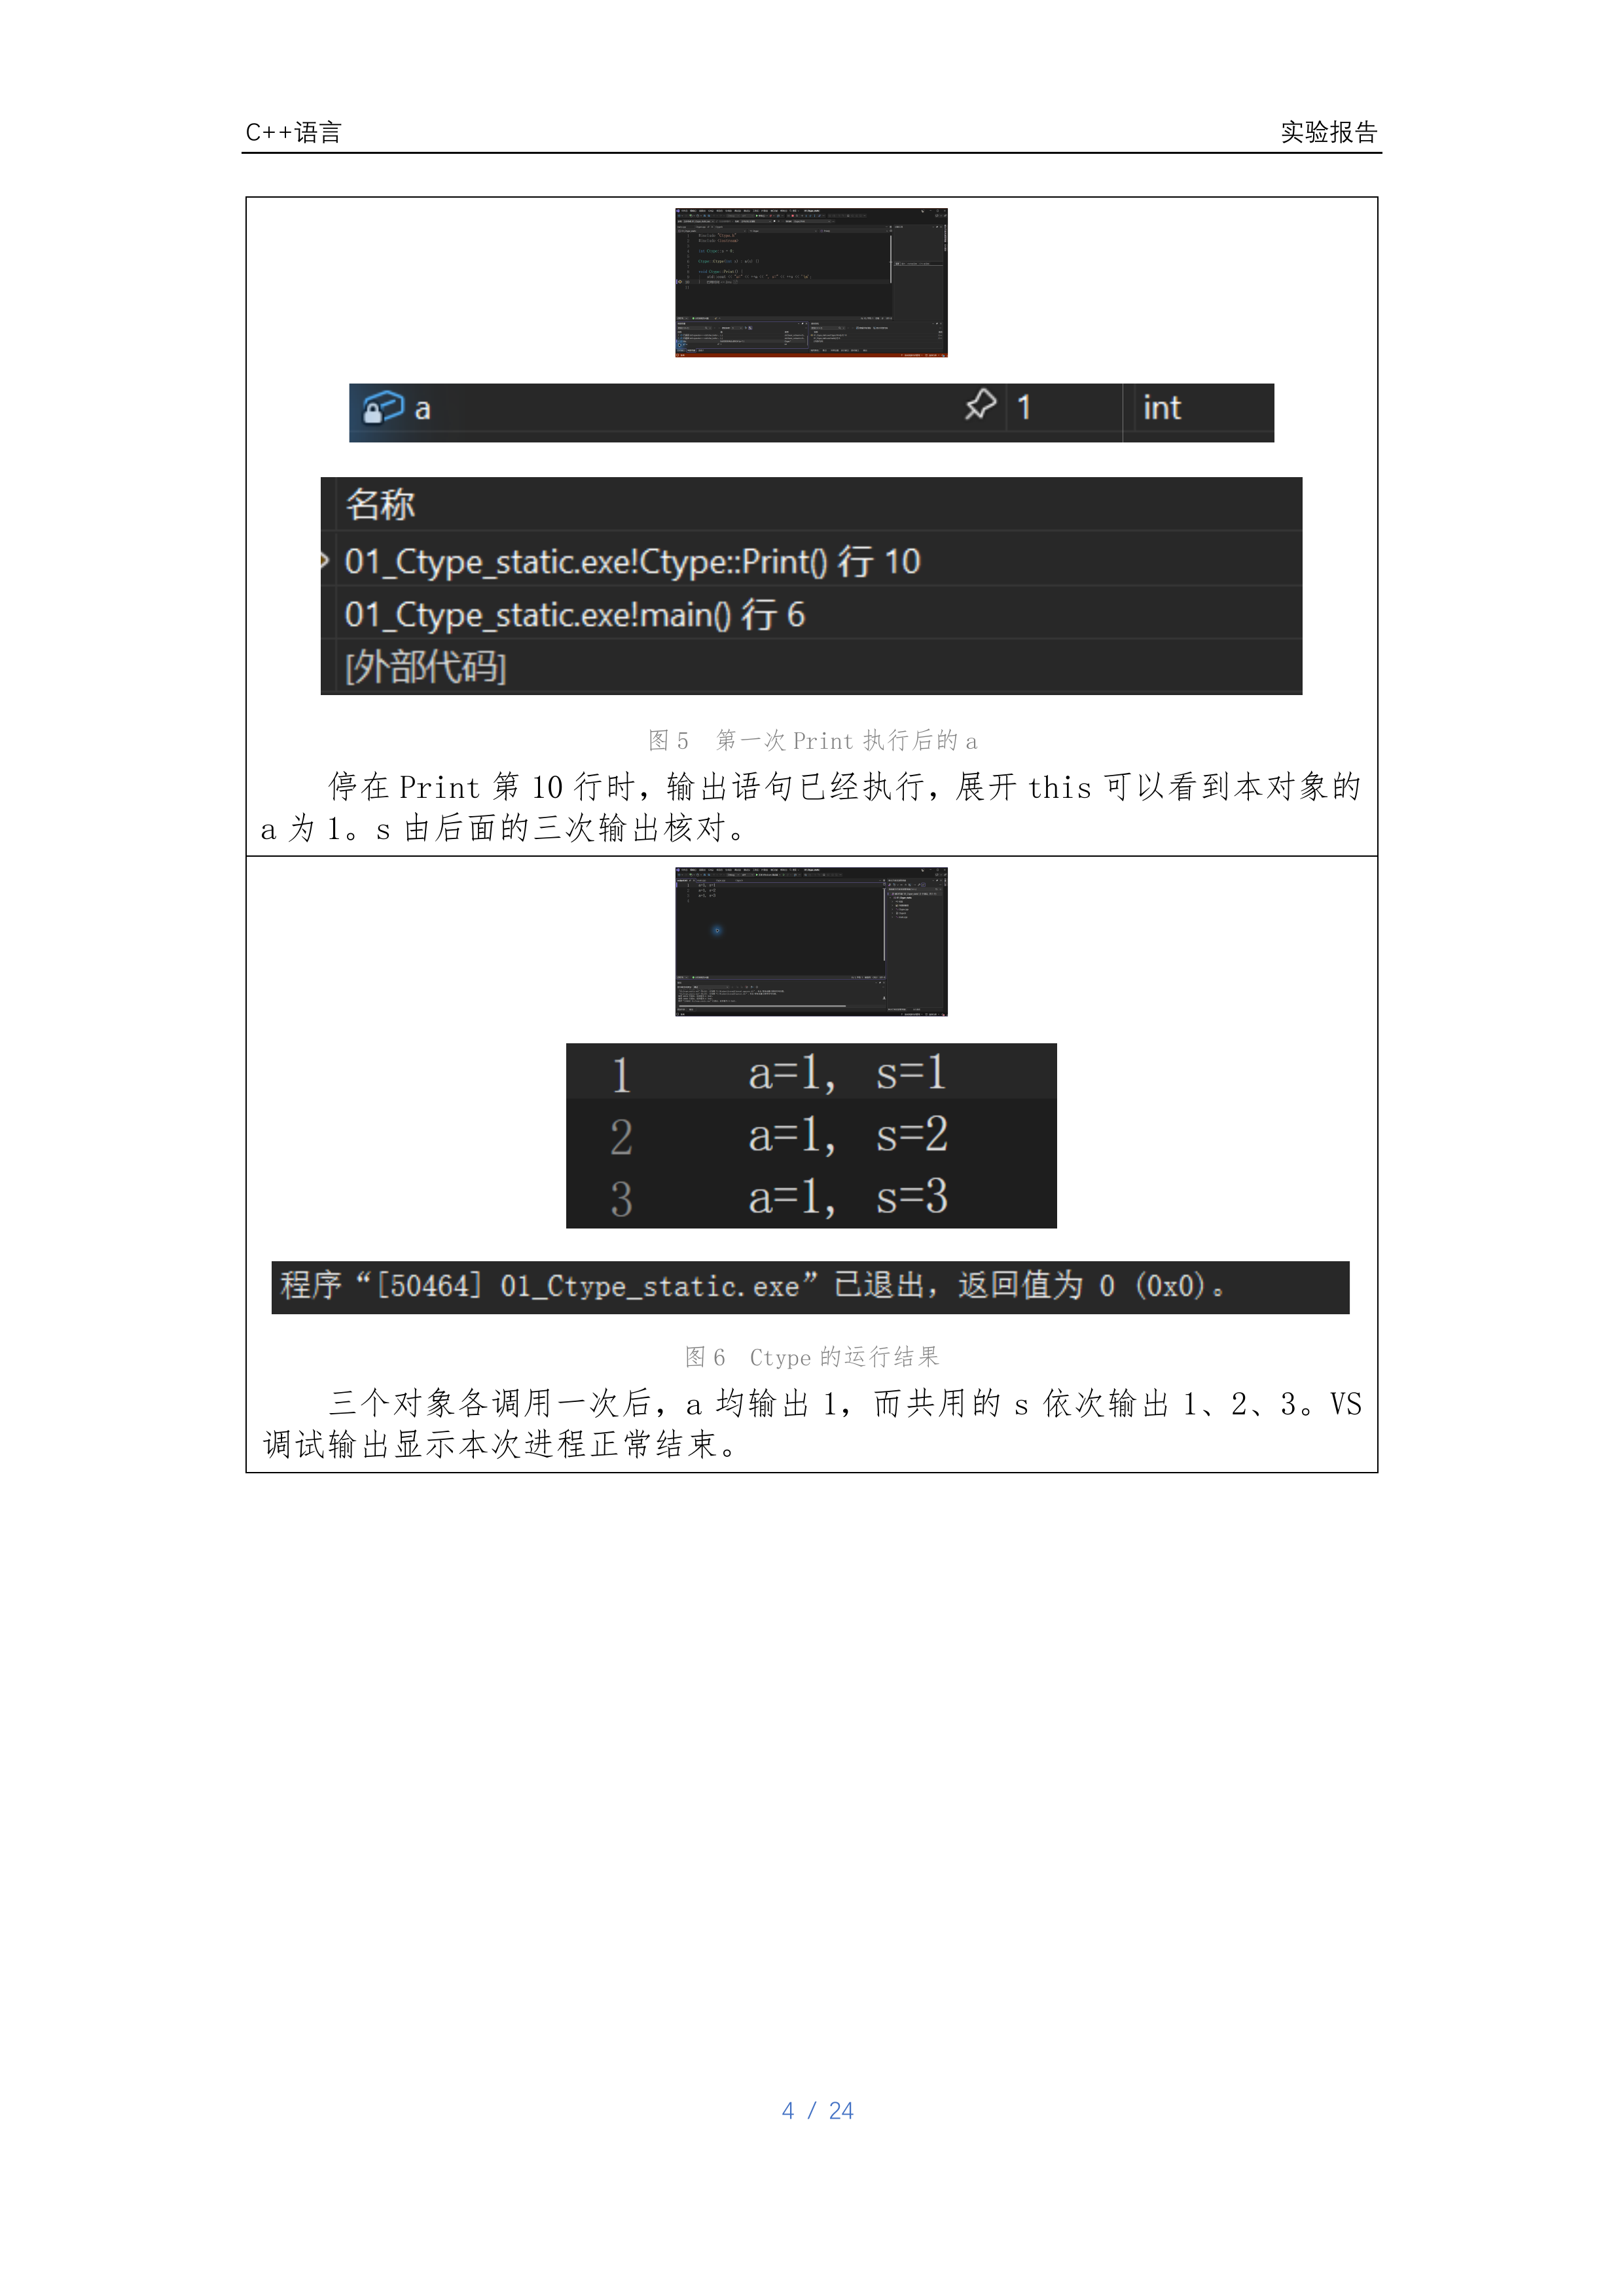 C++语言
实验报告
a 1 int
名称
01_Ctype_static.exe!Ctype::Print() 行 10
01_Ctype_static.exe!main() 行 6
[外部代码]
图 5 第一次 Print 执行后的 a
停在 Print 第 10 行时，输出语句已经执行，展开 this 可以看到本对象的
a 为 1。s 由后面的三次输出核对。
1 a=1, s=1
2 a=1, s=2
3 a=1, s=3
程序“[50464] 01_Ctype_static.exe”已退出，返回值为 0 (0x0)。
图 6 Ctype 的运行结果
三个对象各调用一次后，a 均输出 1，而共用的 s 依次输出 1、2、3。VS
调试输出显示本次进程正常结束。
4 / 24